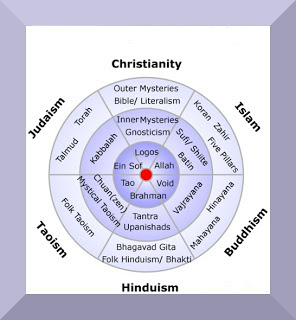 Christianity
Outer Mysteries
Bible/ Literalism
Inner Mysteries
Gnosticism
Logos
Judaism
Torah
Talmud
Kabbalah
Ein Sof
Islam
Koran Zahir
Five Pillars
Sufi/ Shiite
Batin
Allah
Taoism
Folk Taoism
Chuan(zen)
Mystical Taoism
Tao
Buddhism
Hinayana
Mahayana
Vajrayana
Void
Brahman
Tantra
Upanishads
Bhagavad Gita
Folk Hinduism/ Bhakti
Hinduism